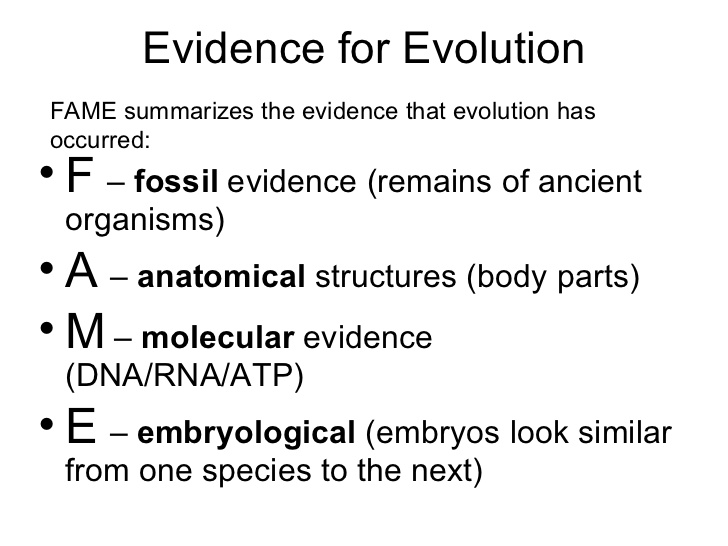 Evidence for Evolution
FAME summarizes the evidence that evolution has
occurred:
• F – fossil evidence (remains of ancient
organisms)
• A – anatomical structures (body parts)
• M – molecular evidence
(DNA/RNA/ATP)
• E – embryological (embryos look similar
from one species to the next)